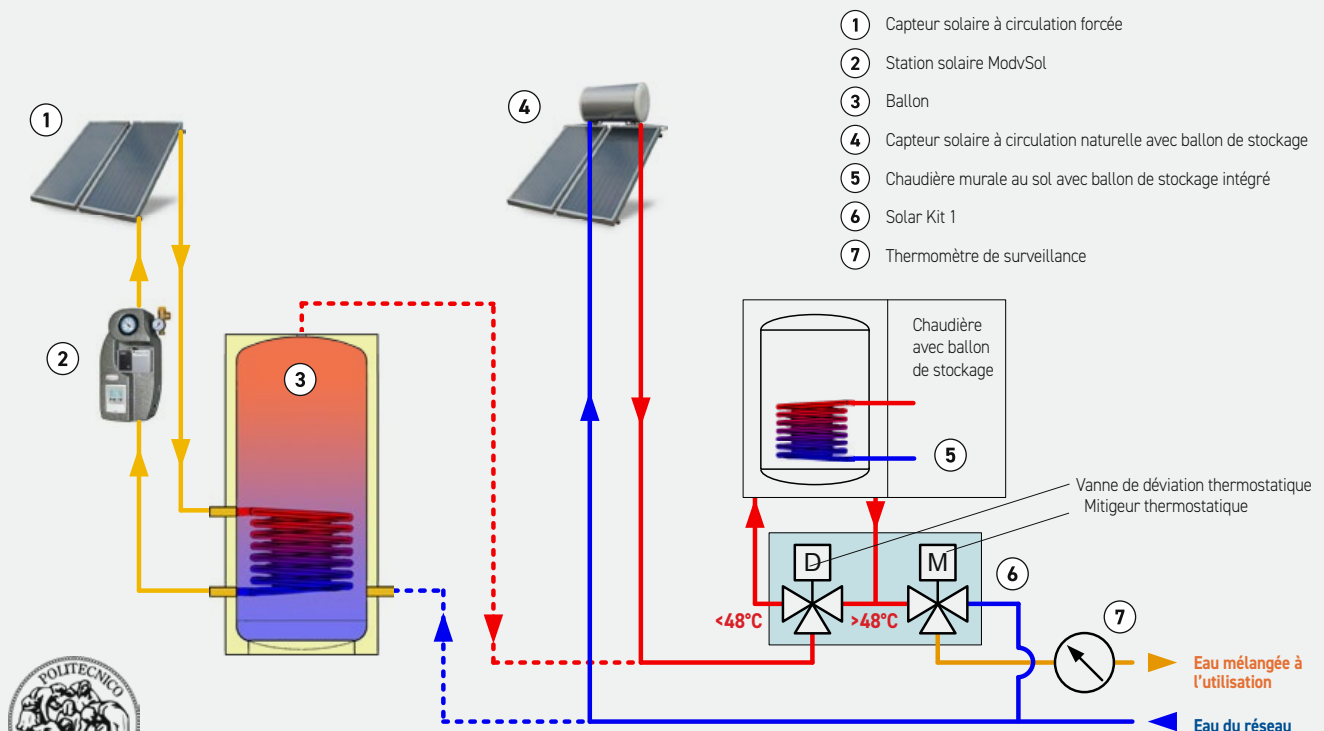 1 Capteur solaire à circulation forcée
2 Station solaire ModvSol
3 Ballon
4 Capteur solaire à circulation naturelle avec ballon de stockage
5 Chaudière murale au sol avec ballon de stockage intégré
6 Solar Kit 1
7 Thermomètre de surveillance
1
4
2
3
Chaudière
avec ballon
de stockage
5
Vanne de déviation thermostatique
Mitigeur thermostatique
D
M
6
<48°C
>48°C
7
Eau mélangée à
l'utilisation
Eau du réseau
POLITECNICO